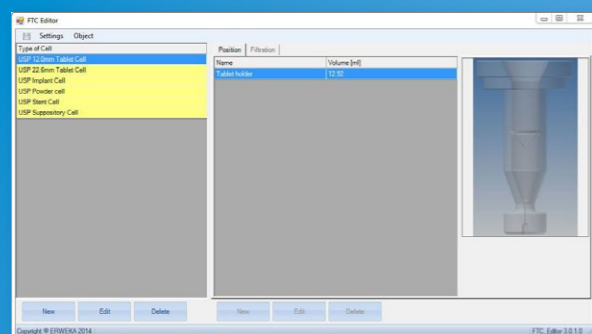 FTC Editor
Settings Object
Type of Cell
USP 12.0mm Tablet Cell
USP 22.6mm Tablet Cell
USP Implant Cell
USP Powder cell
USP Stent Cell
USP Suppository Cell
Position Filtration
Name Volume [ml]
Tablet holder 12.92
New Edit Delete New Edit Delete
Copyright © ERWEKA 2014 FTC_Editor 3.0.1.0